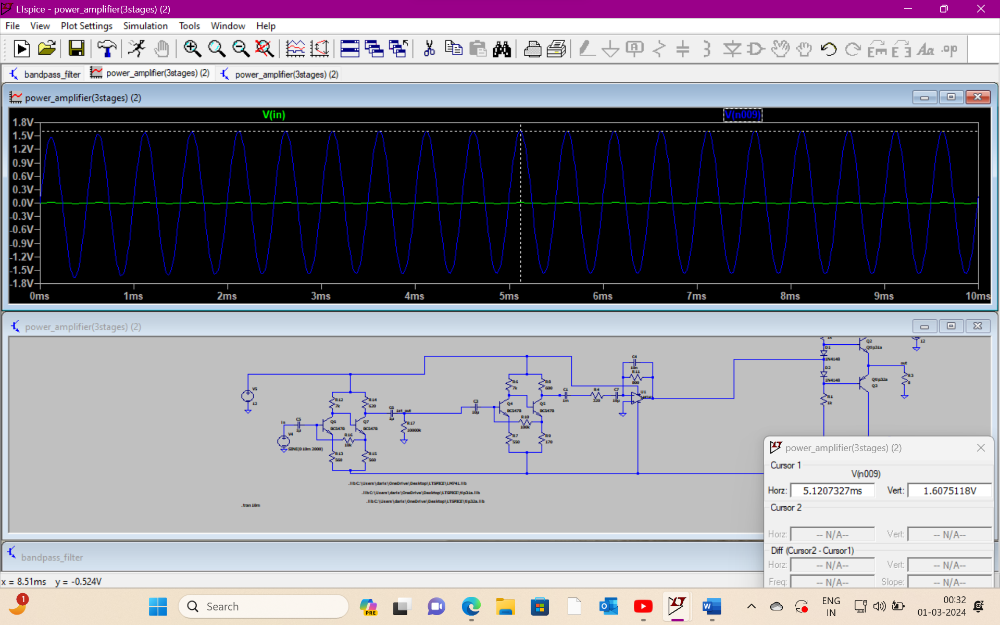 LTspice - power_amplifier(3stages) (2)
File View Plot Settings Simulation Tools Window Help
bandpass_filter power_amplifier(3stages) (2) power_amplifier(3stages) (2)
power_amplifier(3stages) (2)
V(in) V(n009)
1.8V
1.5V
1.2V
0.9V
0.6V
0.3V
0.0V
-0.3V
-0.6V
-0.9V
-1.2V
-1.5V
-1.8V
0ms 1ms 2ms 3ms 4ms 5ms 6ms 7ms 8ms 9ms 10ms
power_amplifier(3stages) (2)
V5
12
In
C5
1µ
V4
SINE(0 10m 2000)
R12
7k
R14
620
Q6
BC547B
Q7
BC547B
R16
10k
R13
560
R15
560
C6
1µ
1st_out
R17
10000k
C3
10µ
R6
7k
R8
600
Q4
BC547B
Q5
BC547B
R10
100k
R7
550
R9
170
C1
1m
R4
320
C7
10µ
C4
10n
R11
800
U1
LM741
D1
1N4148
D2
1N4148
R1
1k
Q2
Qtip31a
Qtip32a
Q3
12
out
R3
8
.lib C:\Users\daris\OneDrive\Desktop\LTSPICE\LM741.lib
.lib C:\Users\daris\OneDrive\Desktop\LTSPICE\tip31a.lib
.lib C:\Users\daris\OneDrive\Desktop\LTSPICE\tip32a.lib
.tran 10m
power_amplifier(3stages) (2)
Cursor 1
V(n009)
Horz: 5.1207327ms Vert: 1.6075118V
Cursor 2
Horz: -- N/A-- Vert: -- N/A--
Diff (Cursor2 - Cursor1)
Horz: -- N/A-- Vert: -- N/A--
Freq: -- N/A-- Slope: -- N/A--
bandpass_filter
x = 8.51ms y = -0.524V
1
Search
PRE
ENG
IN
00:32
01-03-2024